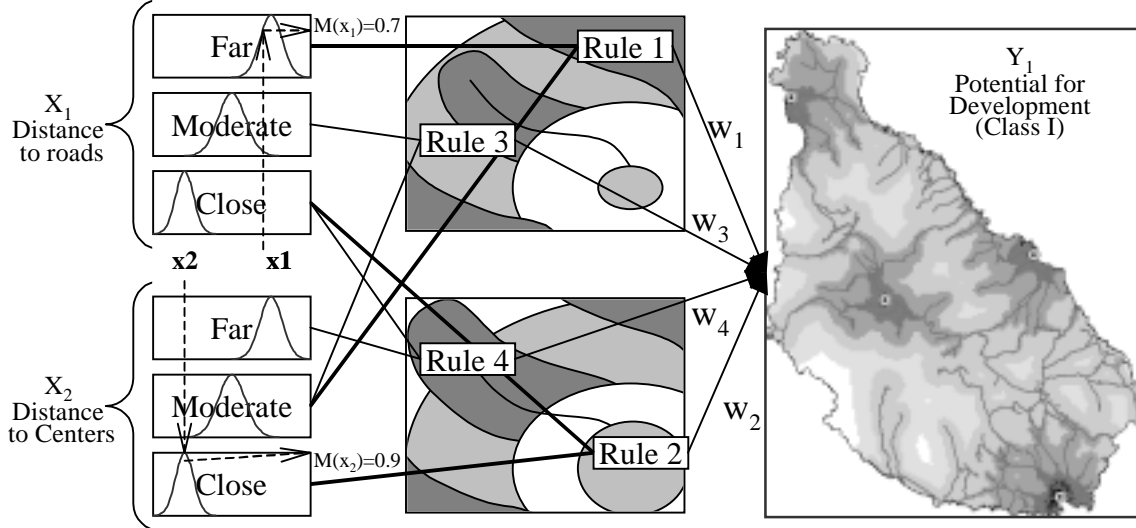 Far
M(x₁)=0.7
X₁
Distance
to roads
Moderate
Close
x2
x1
Rule 1
Rule 3
w₁
w₃
Y₁
Potential for
Development
(Class I)
X₂
Distance
to Centers
Far
Moderate
Close
M(x₂)=0.9
Rule 4
Rule 2
w₄
w₂